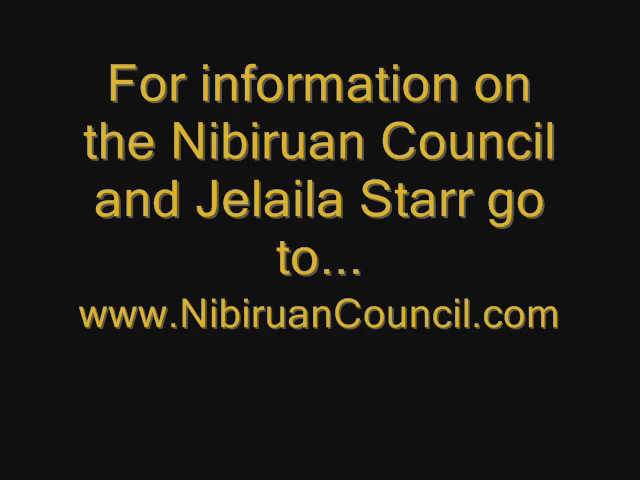 For information on
the Nibiruan Council
and Jelaila Starr go
to...
www.NibiruanCouncil.com